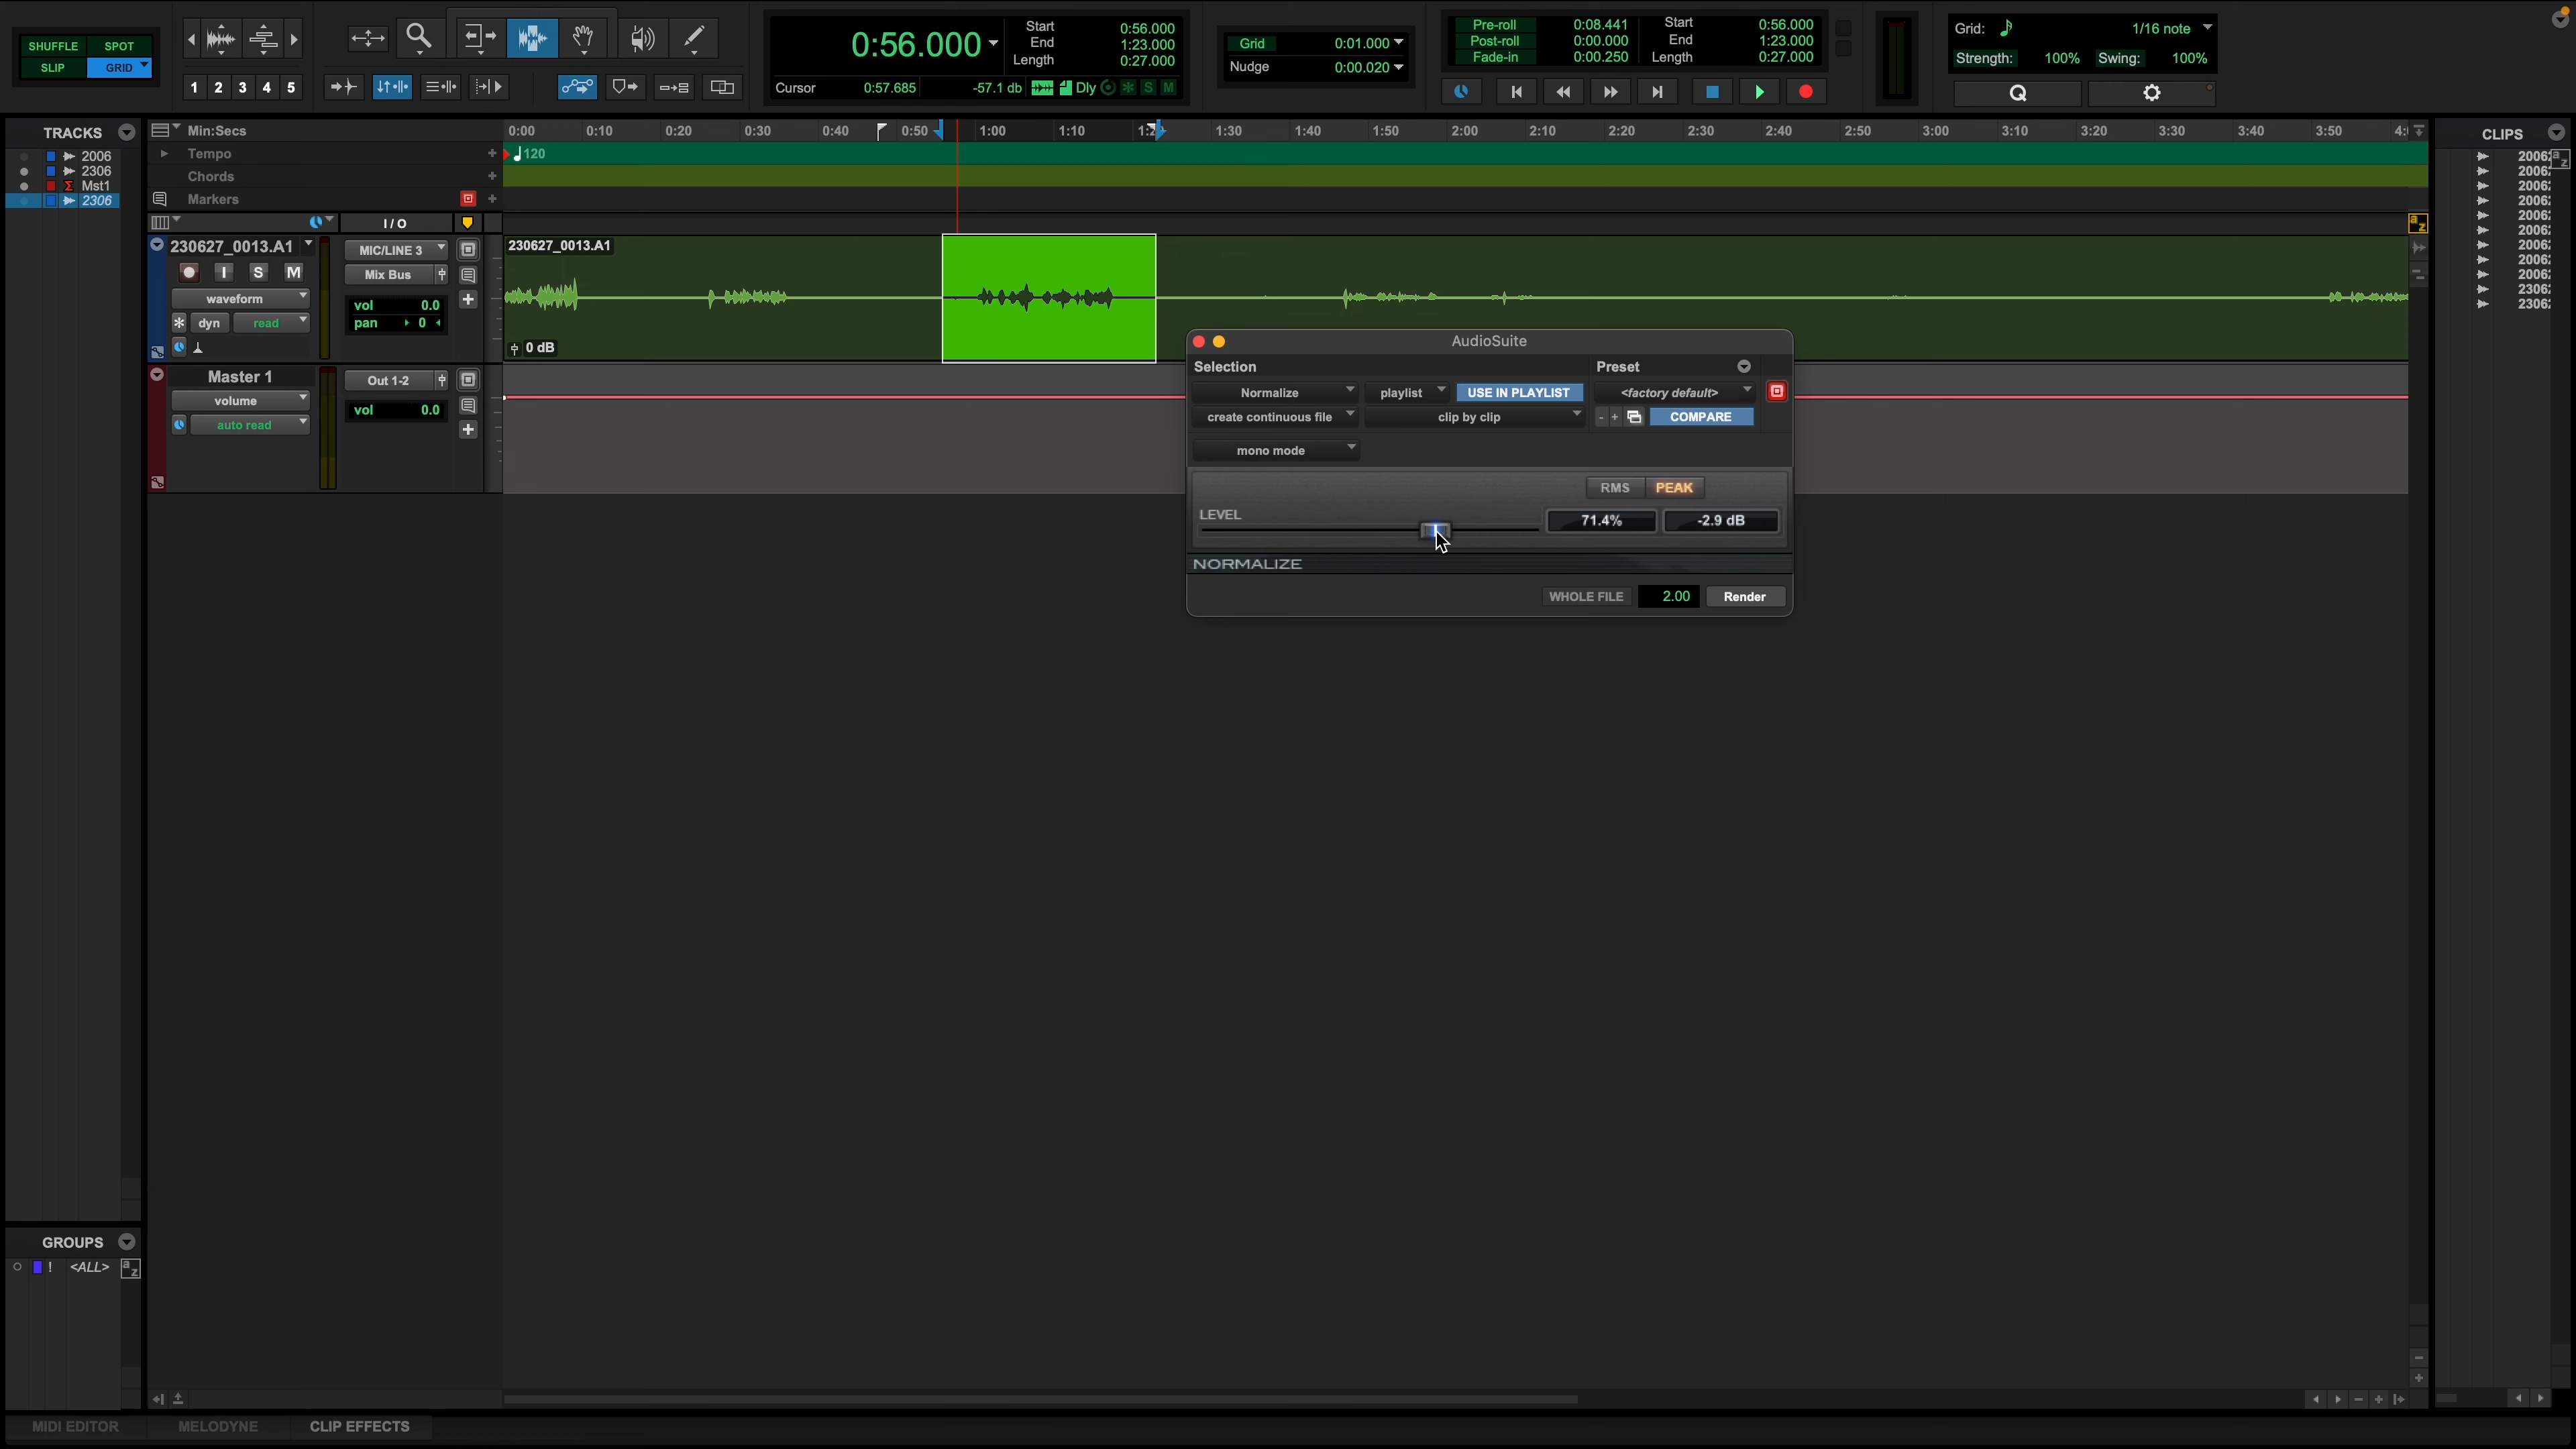 SHUFFLE SPOT
SLIP GRID
1 2 3 4 5
0:56.000
Start 0:56.000
End 1:23.000
Length 0:27.000
Cursor 0:57.685 -57.1 db Dly S M
Grid 0:01.000
Nudge 0:00.020
Pre-roll 0:08.441
Post-roll 0:00.000
Fade-in 0:00.250
Start 0:56.000
End 1:23.000
Length 0:27.000
Grid: 1/16 note
Strength: 100% Swing: 100%
Q
TRACKS
2006
2306
Mst1
2306
Min:Secs
0:00 0:10 0:20 0:30 0:40 0:50 1:00 1:10 1:30 1:40 1:50 2:00 2:10 2:20 2:30 2:40 2:50 3:00 3:10 3:20 3:30 3:40 3:50
Tempo
120
Chords
Markers
I/O
230627_0013.A1
I S M
waveform
dyn read
MIC/LINE 3
Mix Bus
vol 0.0
pan 0
230627_0013.A1
0 dB
Master 1
volume
auto read
Out 1-2
vol 0.0
AudioSuite
Selection Preset
Normalize playlist USE IN PLAYLIST <factory default>
create continuous file clip by clip - + COMPARE
mono mode
RMS PEAK
LEVEL 71.4% -2.9 dB
NORMALIZE
WHOLE FILE 2.00 Render
CLIPS
a z
2006
2006
2006
2006
2006
2006
2006
2006
2006
2306
2306
a z
GROUPS
! <ALL> a z
MIDI EDITOR MELODYNE CLIP EFFECTS